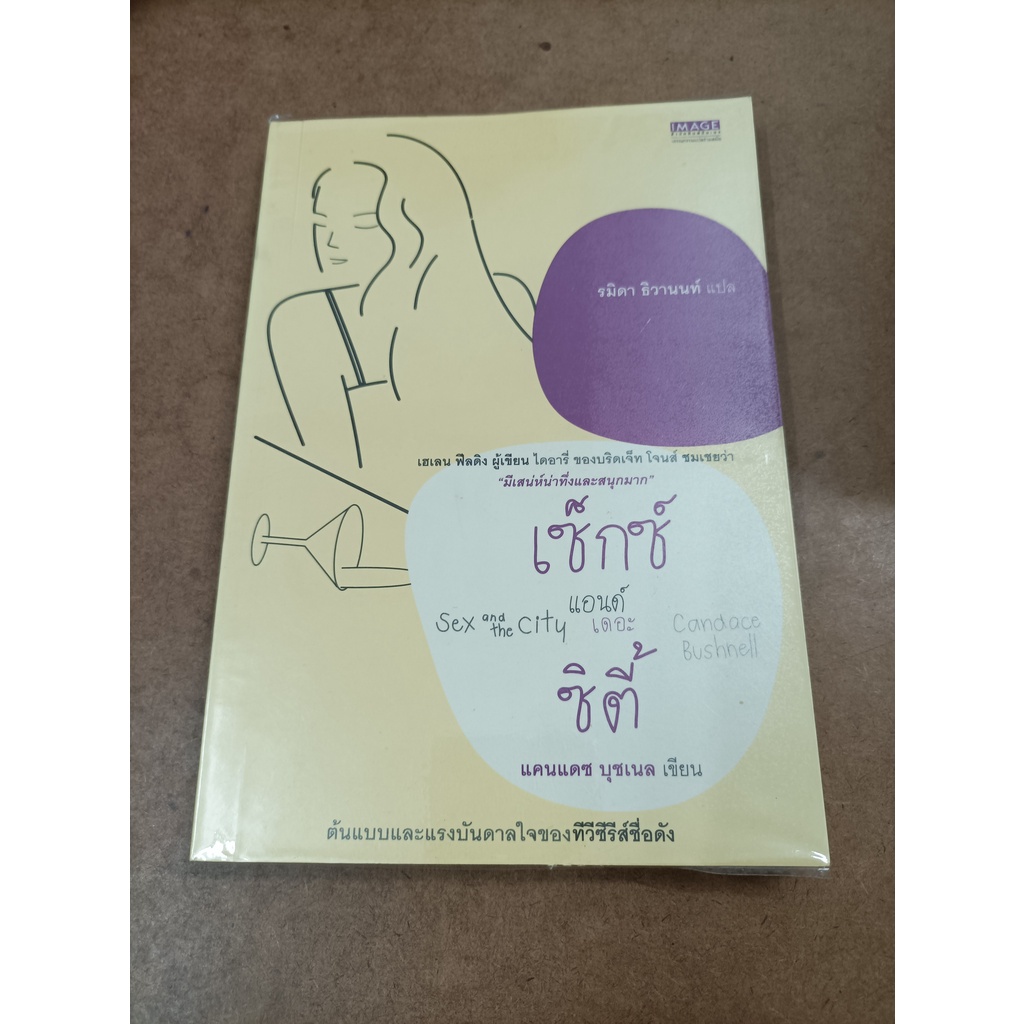 IMAGE
รมิดา ธิวานนท์ แปล
เฮเลน ฟีลดิง ผู้เขียน ไดอารี่ ของบริดเจ็ท โจนส์ ชมเชยว่า
“มีเสน่ห์น่าทึ่งและสนุกมาก”
เซ็กซ์
แอนด์
Sex and the City เดอะ Candace
Bushnell
ซิตี้
แคนแดซ บุชเนล เขียน
ต้นแบบและแรงบันดาลใจของทีวีซีรีส์ชื่อดัง